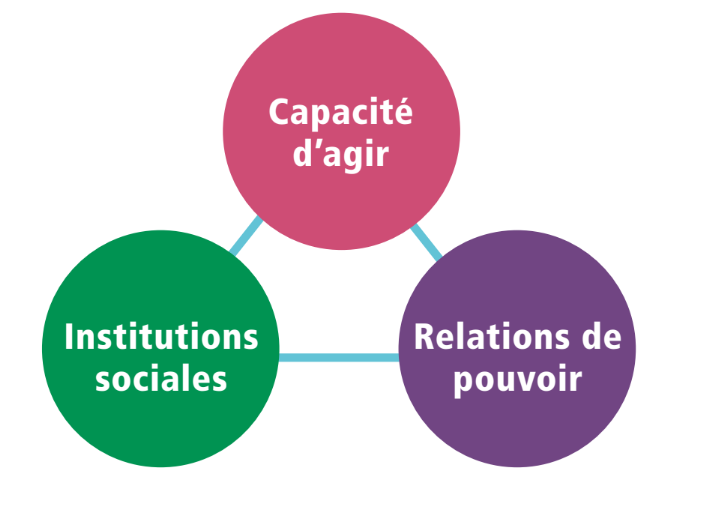 Capacité
d’agir
Institutions
sociales
Relations de
pouvoir